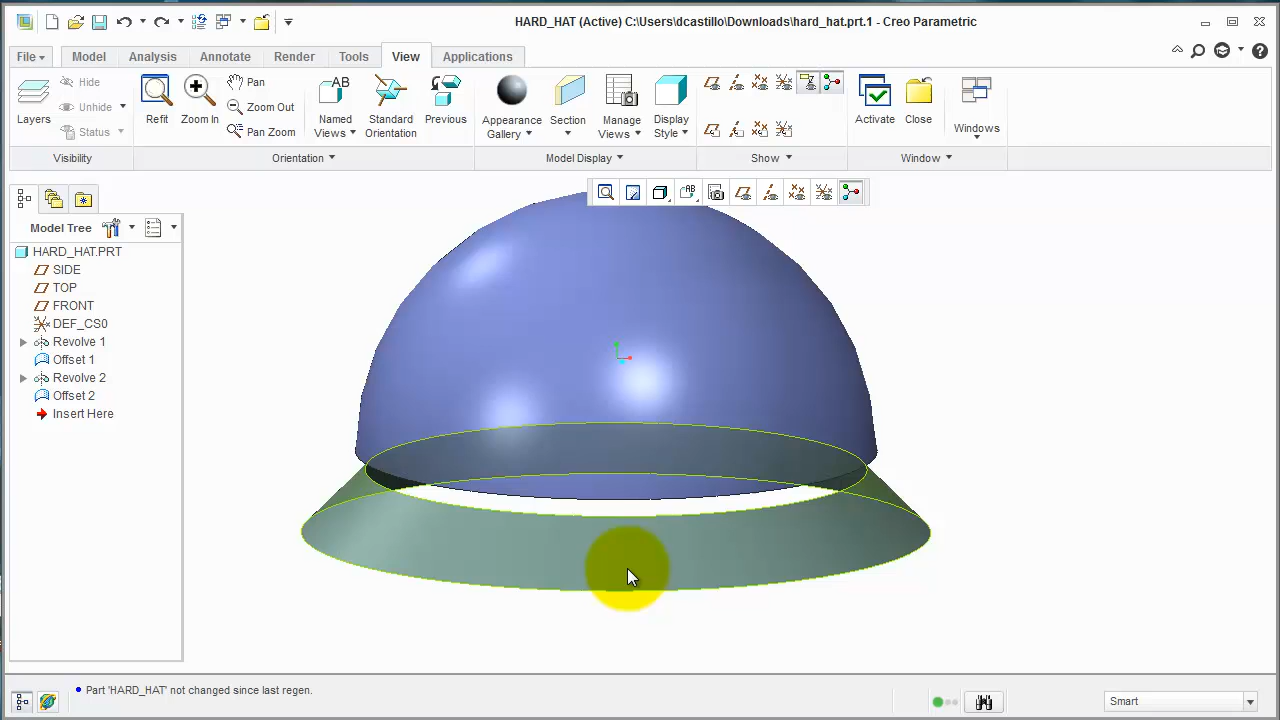 HARD_HAT (Active) C:\Users\dcastillo\Downloads\hard_hat.prt.1 - Creo Parametric
File Model Analysis Annotate Render Tools View Applications
Layers
Hide
Unhide
Status
Visibility
Refit
Zoom In
Pan
Zoom Out
Pan Zoom
Named Views
Standard Orientation
Previous
Orientation
Appearance Gallery
Section
Manage Views
Display Style
Model Display
Show
Activate
Close
Windows
Window
Model Tree
HARD_HAT.PRT
SIDE
TOP
FRONT
DEF_CS0
Revolve 1
Offset 1
Revolve 2
Offset 2
Insert Here
Part 'HARD_HAT' not changed since last regen.
Smart